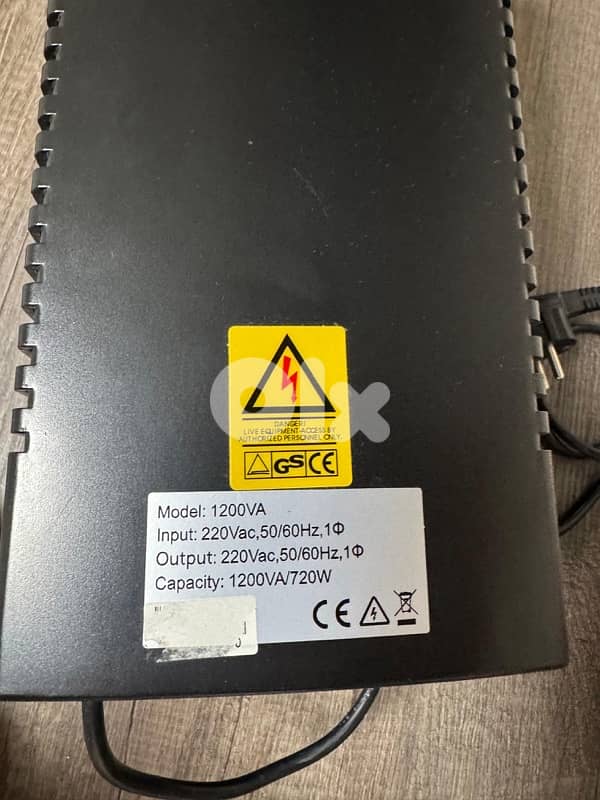 DANGER!
LIVE EQUIPMENT-ACCESS BY
AUTHORIZED PERSONNEL ONLY.
GS CE
Model: 1200VA
Input: 220Vac,50/60Hz,1Φ
Output: 220Vac,50/60Hz,1Φ
Capacity: 1200VA/720W
CE
olx